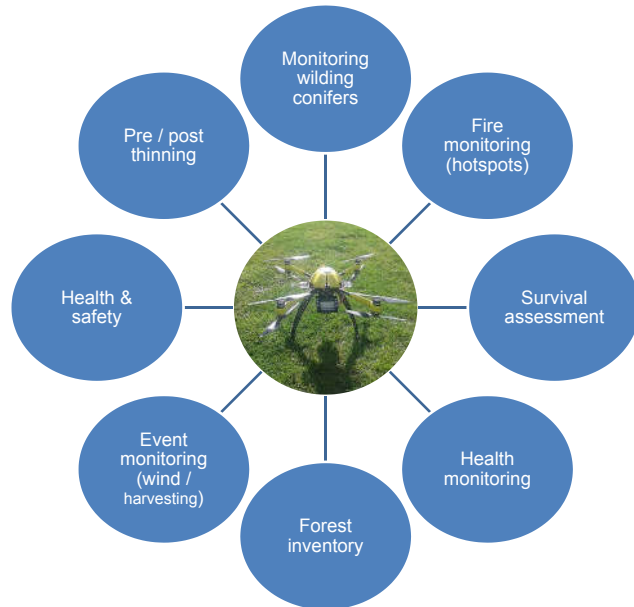 Monitoring
wilding
conifers
Fire
monitoring
(hotspots)
Survival
assessment
Health
monitoring
Forest
inventory
Event
monitoring
(wind /
harvesting)
Health &
safety
Pre / post
thinning